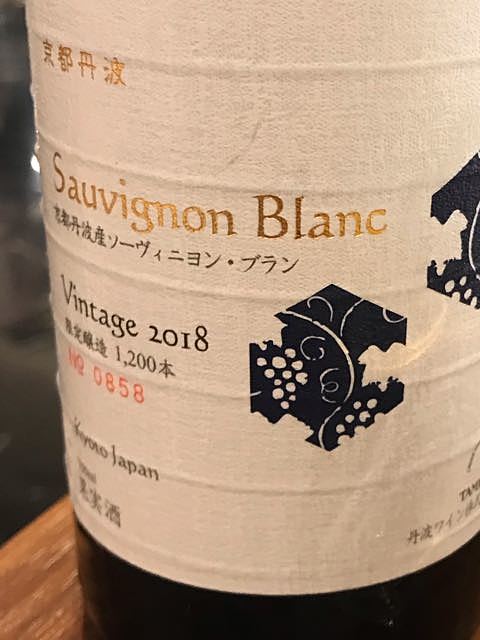 京都丹波
Sauvignon Blanc
京都丹波産ソーヴィニヨン・ブラン
Vintage 2018
限定醸造 1,200本
№ 0858
Kyoto Japan
果実酒
丹波ワイン株